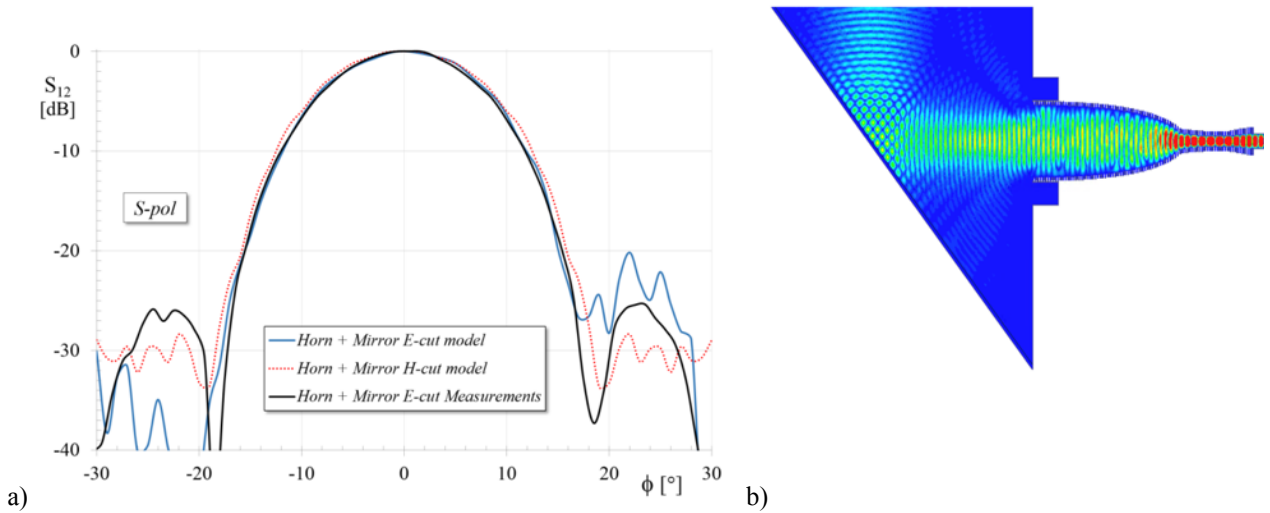 0
S12
[dB]
-10
S-pol
-20
Horn + Mirror E-cut model
-30
Horn + Mirror H-cut model
Horn + Mirror E-cut Measurements
-40
-30 -20 -10 0 10 20 30
ϕ [°]
a) b)